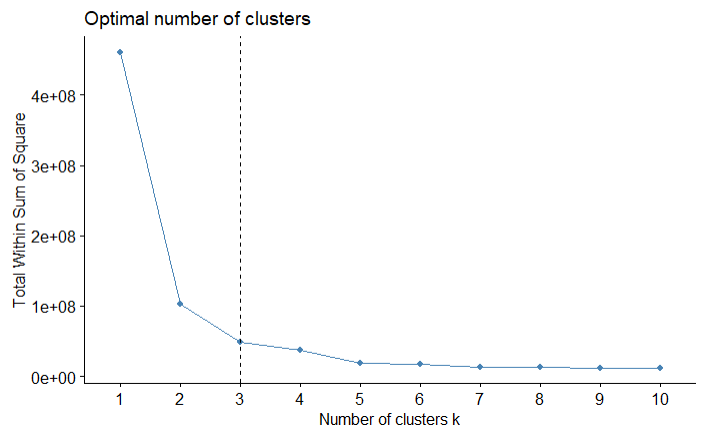 Optimal number of clusters
Total Within Sum of Square
4e+08
3e+08
2e+08
1e+08
0e+00
1 2 3 4 5 6 7 8 9 10
Number of clusters k